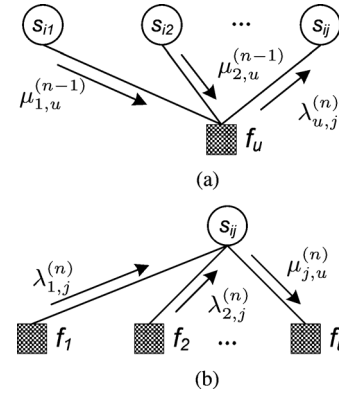 s_{i1} s_{i2} ... s_{ij}
μ_{1,u}^{(n−1)} μ_{2,u}^{(n−1)} λ_{u,j}^{(n)}
f_u
(a)
s_{ij}
λ_{1,j}^{(n)} λ_{2,j}^{(n)} μ_{j,u}^{(n)}
f_1 f_2 ...
(b)